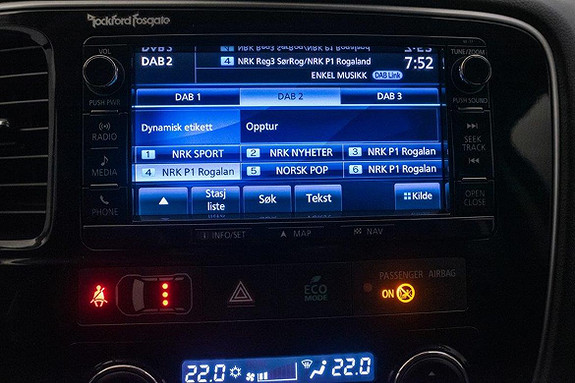 Rockford Fosgate
VOL
PUSH PWR
RADIO
MEDIA
PHONE
TUNE/ZOOM
PUSH SOUND
SEEK
TRACK
OPEN
CLOSE
DAB 2
4 NRK Reg3 SørRog/NRK P1 Rogaland
7:52
ENKEL MUSIKK DAB Link
DAB 1 DAB 2 DAB 3
Dynamisk etikett Opptur
1 NRK SPORT 2 NRK NYHETER 3 NRK P1 Rogalan
4 NRK P1 Rogalan 5 NORSK POP 6 NRK P1 Rogalan
Stasj
liste
Søk Tekst Kilde
INFO/SET MAP NAV
ECO
MODE
PASSENGER AIRBAG
ON
22.0 22.0